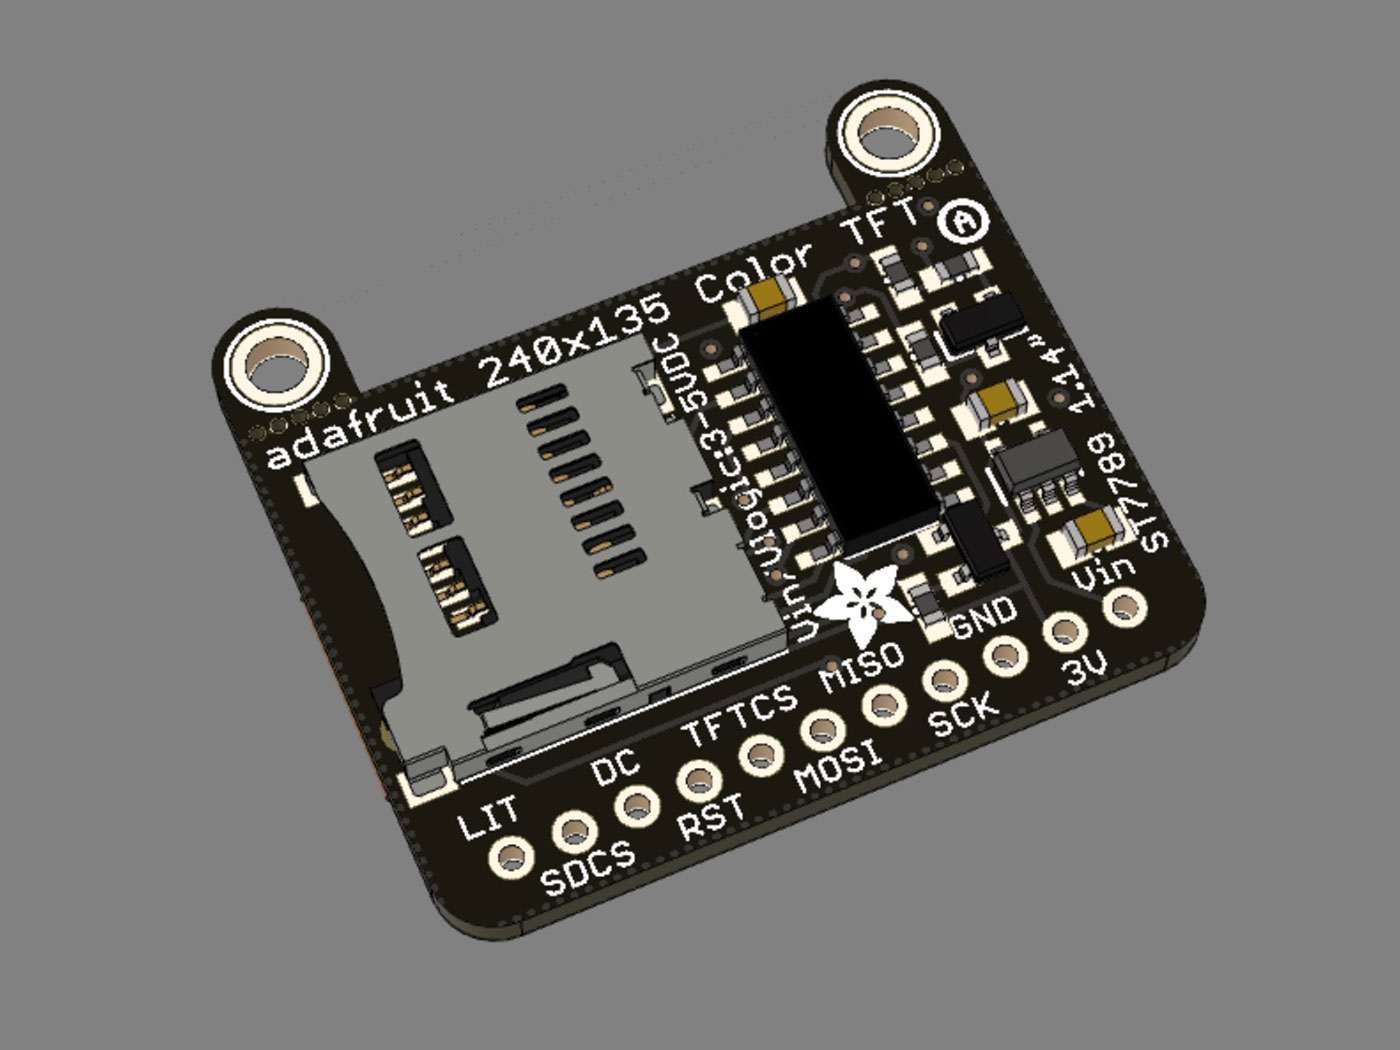 adafruit 240x135 Color TFT
A
1.14"
ST7789
Vin/Vlogic:3-5VDC
Vin
3V
GND
SCK
MISO
MOSI
TFTCS
RST
DC
SDCS
LIT